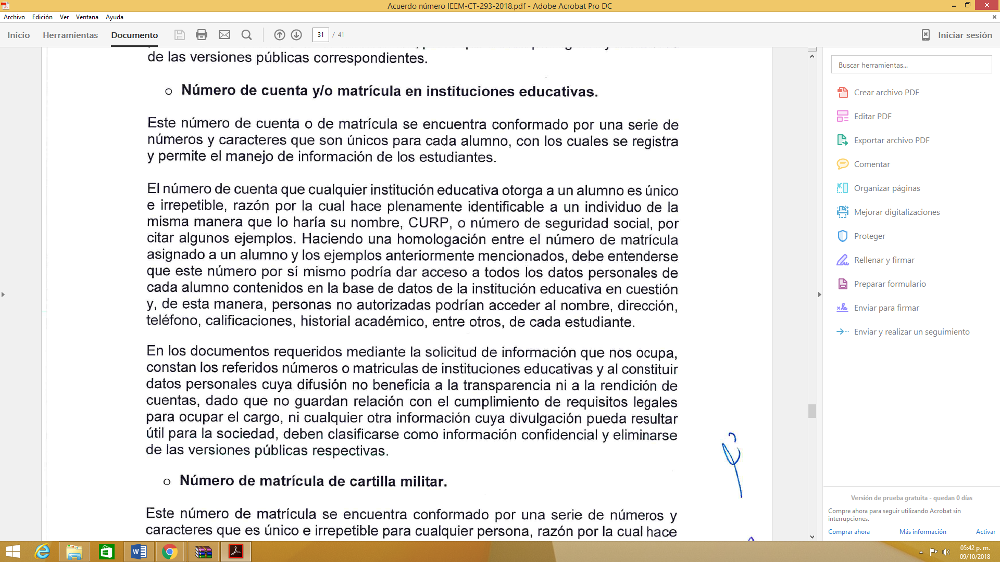 Acuerdo número IEEM-CT-293-2018.pdf - Adobe Acrobat Pro DC
Archivo Edición Ver Ventana Ayuda
Inicio Herramientas Documento 31 / 41 Iniciar sesión
de las versiones públicas correspondientes.
o Número de cuenta y/o matrícula en instituciones educativas.
Este número de cuenta o de matrícula se encuentra conformado por una serie de
números y caracteres que son únicos para cada alumno, con los cuales se registra
y permite el manejo de información de los estudiantes.
El número de cuenta que cualquier institución educativa otorga a un alumno es único
e irrepetible, razón por la cual hace plenamente identificable a un individuo de la
misma manera que lo haría su nombre, CURP, o número de seguridad social, por
citar algunos ejemplos. Haciendo una homologación entre el número de matrícula
asignado a un alumno y los ejemplos anteriormente mencionados, debe entenderse
que este número por sí mismo podría dar acceso a todos los datos personales de
cada alumno contenidos en la base de datos de la institución educativa en cuestión
y, de esta manera, personas no autorizadas podrían acceder al nombre, dirección,
teléfono, calificaciones, historial académico, entre otros, de cada estudiante.
En los documentos requeridos mediante la solicitud de información que nos ocupa,
constan los referidos números o matriculas de instituciones educativas y al constituir
datos personales cuya difusión no beneficia a la transparencia ni a la rendición de
cuentas, dado que no guardan relación con el cumplimiento de requisitos legales
para ocupar el cargo, ni cualquier otra información cuya divulgación pueda resultar
útil para la sociedad, deben clasificarse como información confidencial y eliminarse
de las versiones públicas respectivas.
o Número de matrícula de cartilla militar.
Este número de matrícula se encuentra conformado por una serie de números y
caracteres que es único e irrepetible para cualquier persona, razón por la cual hace
Buscar herramientas...
Crear archivo PDF
Editar PDF
Exportar archivo PDF
Comentar
Organizar páginas
Mejorar digitalizaciones
Proteger
Rellenar y firmar
Preparar formulario
Enviar para firmar
Enviar y realizar un seguimiento
Versión de prueba gratuita - quedan 0 días
Compre ahora para seguir utilizando Acrobat sin
interrupciones.
Comprar ahora Más información Activar
05:42 p. m.
09/10/2018